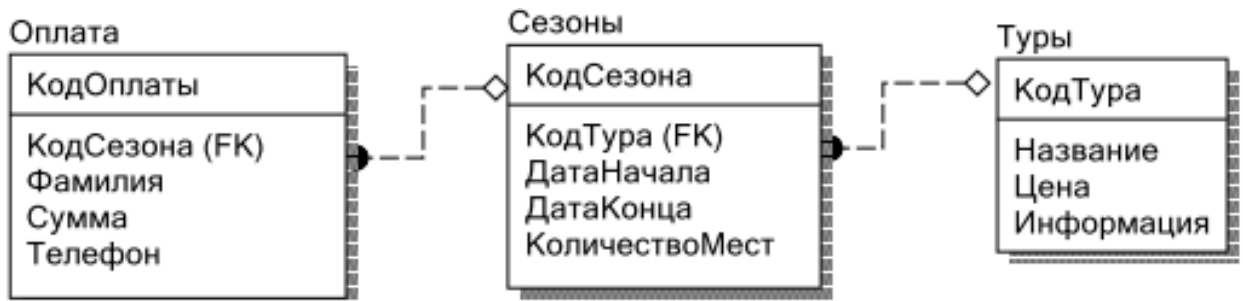 Оплата
КодОплаты
КодСезона (FK)
Фамилия
Сумма
Телефон
Сезоны
КодСезона
КодТура (FK)
ДатаНачала
ДатаКонца
КоличествоМест
Туры
КодТура
Название
Цена
Информация